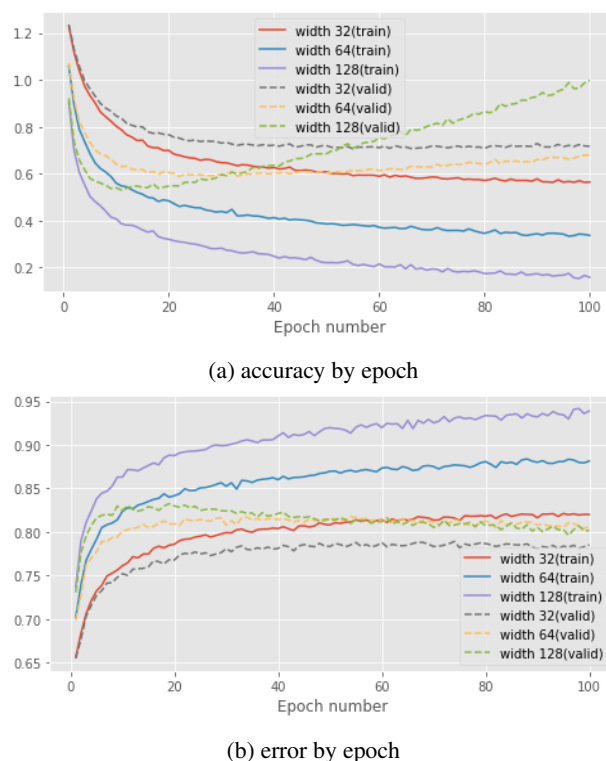 1.2
1.0
0.8
0.6
0.4
0.2
width 32(train)
width 64(train)
width 128(train)
width 32(valid)
width 64(valid)
width 128(valid)
0 20 40 60 80 100
Epoch number
(a) accuracy by epoch
0.95
0.90
0.85
0.80
0.75
0.70
0.65
width 32(train)
width 64(train)
width 128(train)
width 32(valid)
width 64(valid)
width 128(valid)
0 20 40 60 80 100
Epoch number
(b) error by epoch